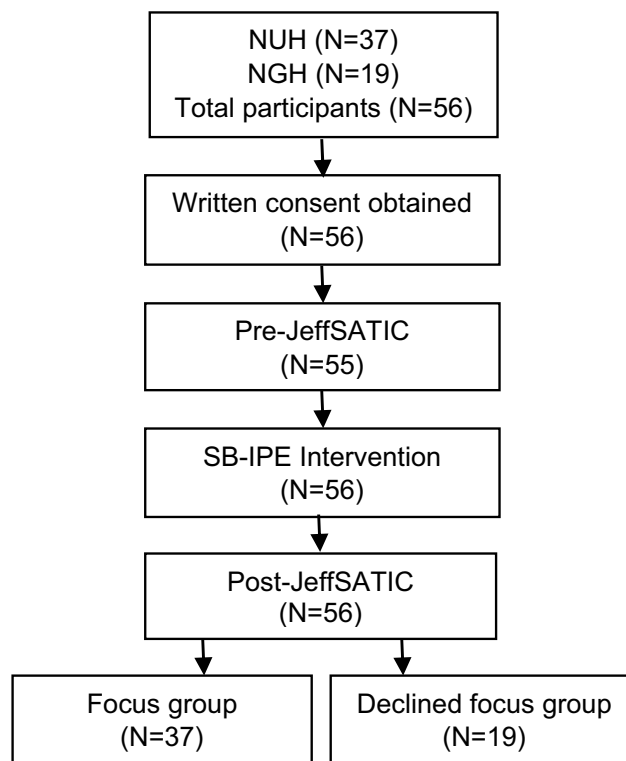 NUH (N=37)
NGH (N=19)
Total participants (N=56)
Written consent obtained
(N=56)
Pre-JeffSATIC
(N=55)
SB-IPE Intervention
(N=56)
Post-JeffSATIC
(N=56)
Focus group
(N=37)
Declined focus group
(N=19)